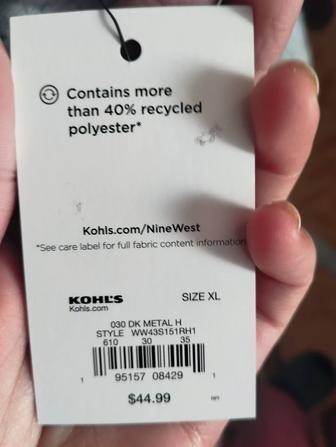 Contains more
than 40% recycled
polyester*
Kohls.com/NineWest
*See care label for full fabric content information
KOHL'S SIZE XL
Kohls.com
030 DK METAL H
STYLE WW43S151RH1
610 30 35
1 95157 08429 1
$44.99